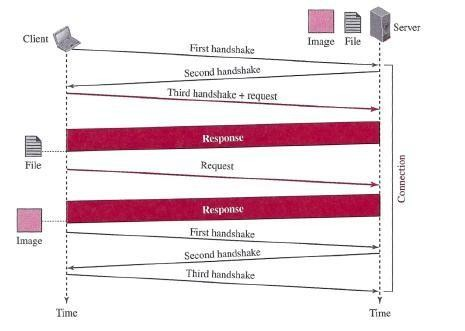 Client
Server
Image
File
First handshake
Second handshake
Third handshake + request
Response
File
Request
Connection
Response
Image
First handshake
Second handshake
Third handshake
Time
Time